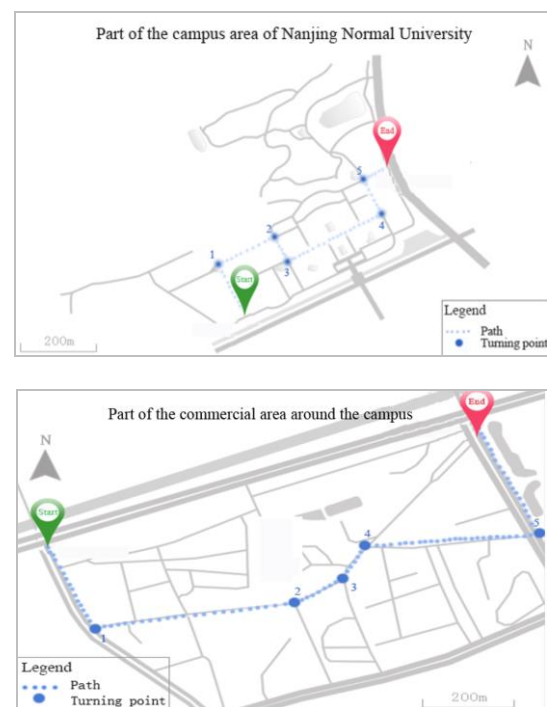 Part of the campus area of Nanjing Normal University
N
End
5
4
2
1
3
Start
Legend
Path
Turning point
200m
Part of the commercial area around the campus
End
N
Start
5
4
3
2
1
Legend
Path
Turning point
200m